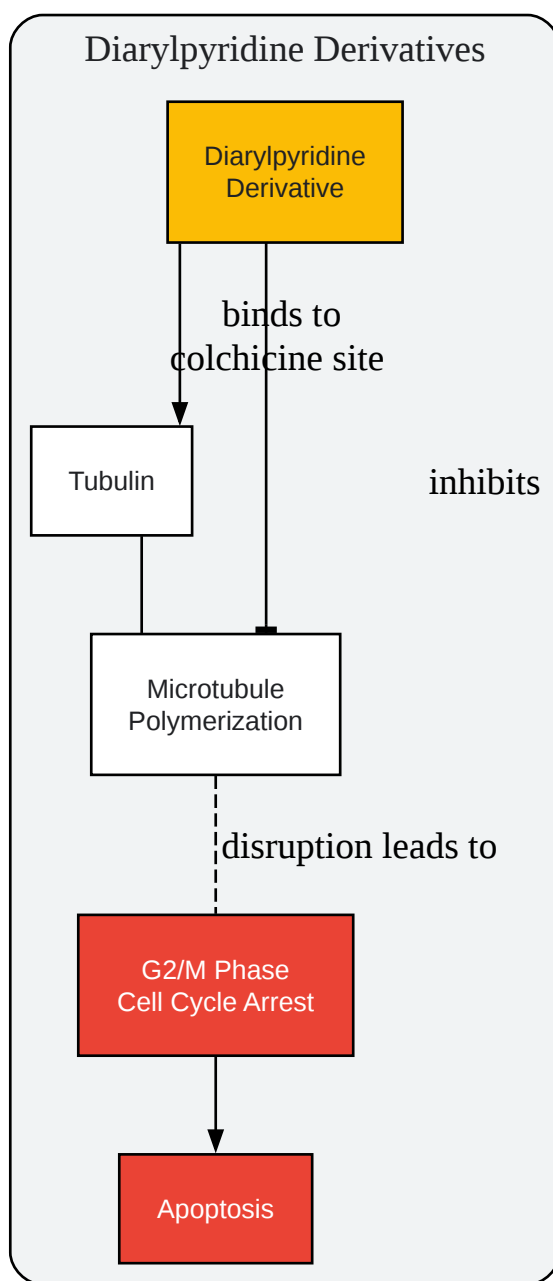 Diarylpyridine Derivatives
Diarylpyridine
Derivative
binds to
colchicine site
Tubulin
inhibits
Microtubule
Polymerization
disruption leads to
G2/M Phase
Cell Cycle Arrest
Apoptosis